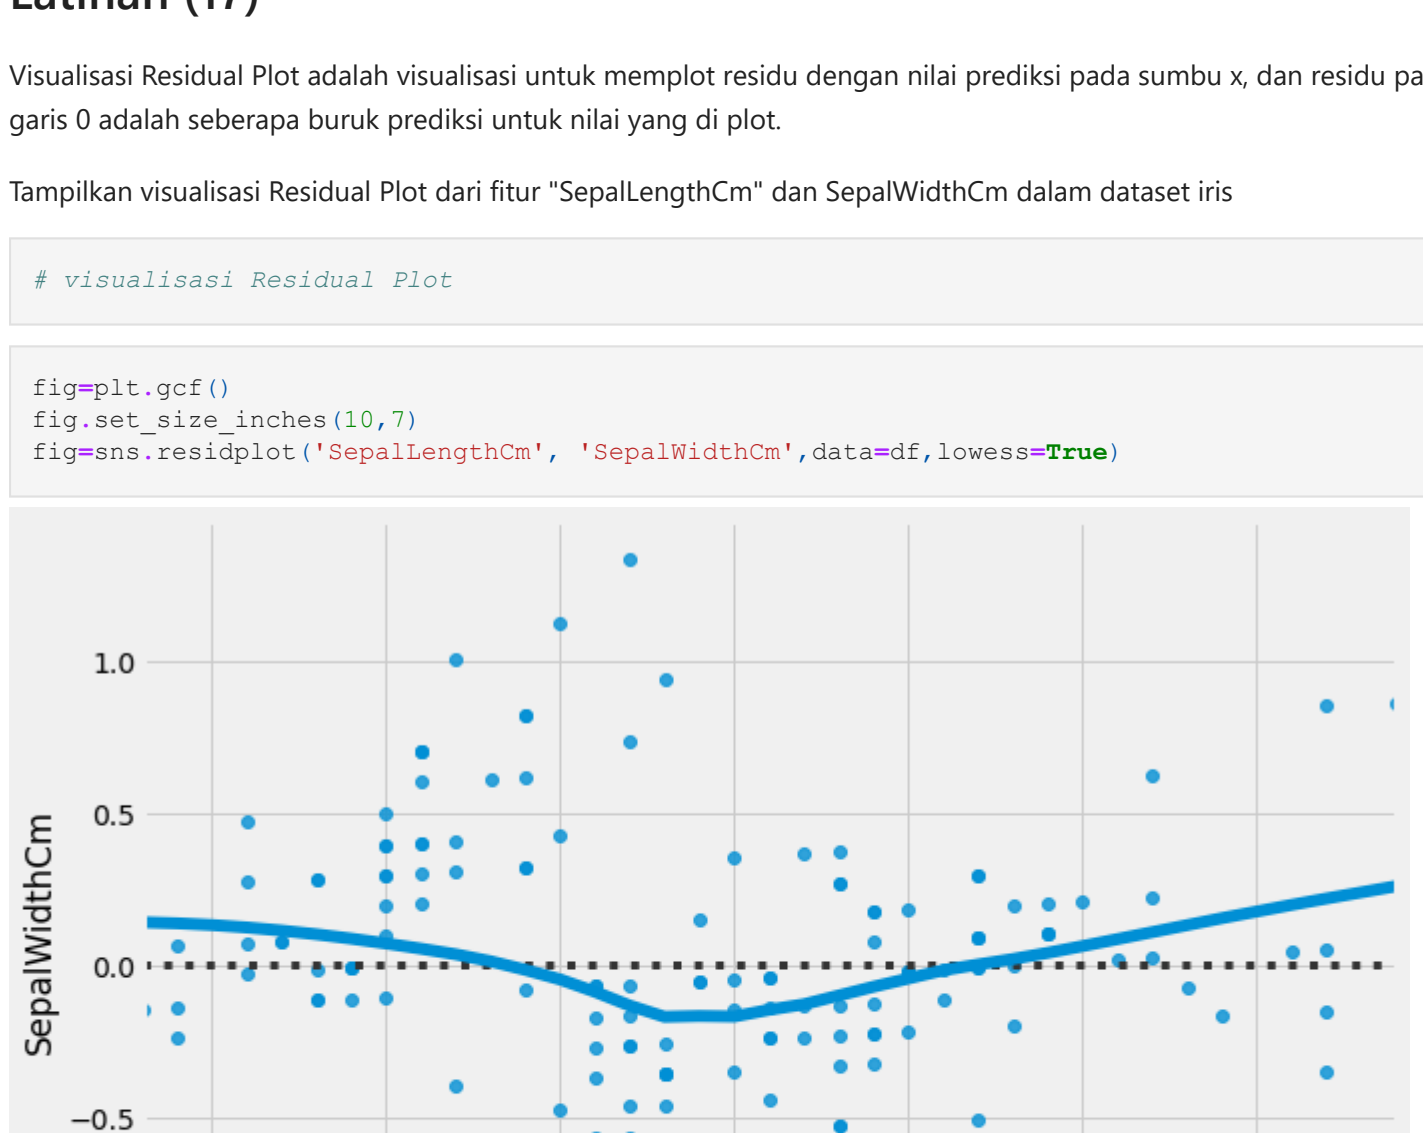 Latihan (17)
Visualisasi Residual Plot adalah visualisasi untuk memplot residu dengan nilai prediksi pada sumbu x, dan residu pa
garis 0 adalah seberapa buruk prediksi untuk nilai yang di plot.
Tampilkan visualisasi Residual Plot dari fitur "SepalLengthCm" dan SepalWidthCm dalam dataset iris
# visualisasi Residual Plot
fig=plt.gcf()
fig.set_size_inches(10,7)
fig=sns.residplot('SepalLengthCm', 'SepalWidthCm',data=df,lowess=True)
1.0
0.5
SepalWidthCm
0.0
−0.5